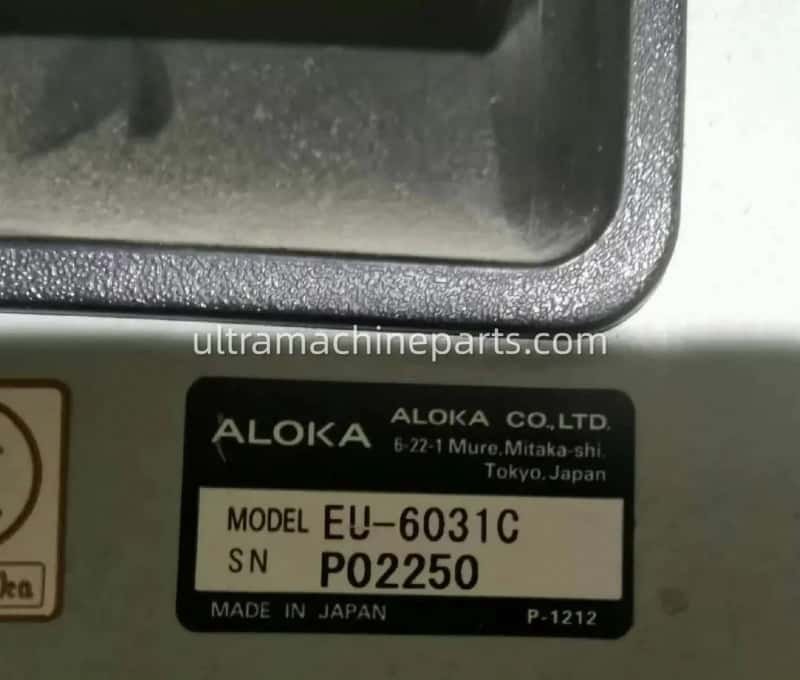 ultramachineparts.com
ALOKA
ALOKA CO.,LTD.
6-22-1 Mure, Mitaka-shi.
Tokyo, Japan
MODEL EU-6031C
SN P02250
MADE IN JAPAN P-1212